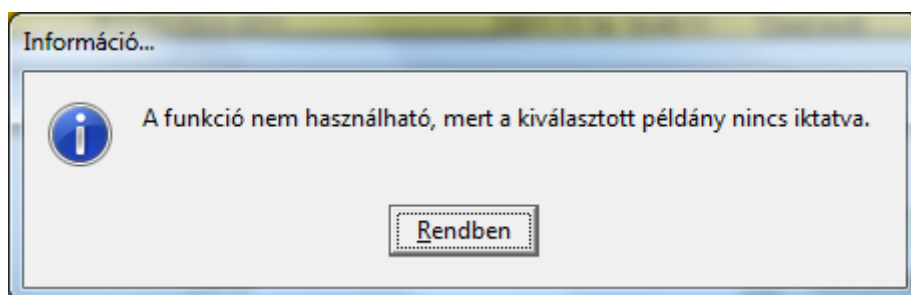 Információ...
A funkció nem használható, mert a kiválasztott példány nincs iktatva.
Rendben